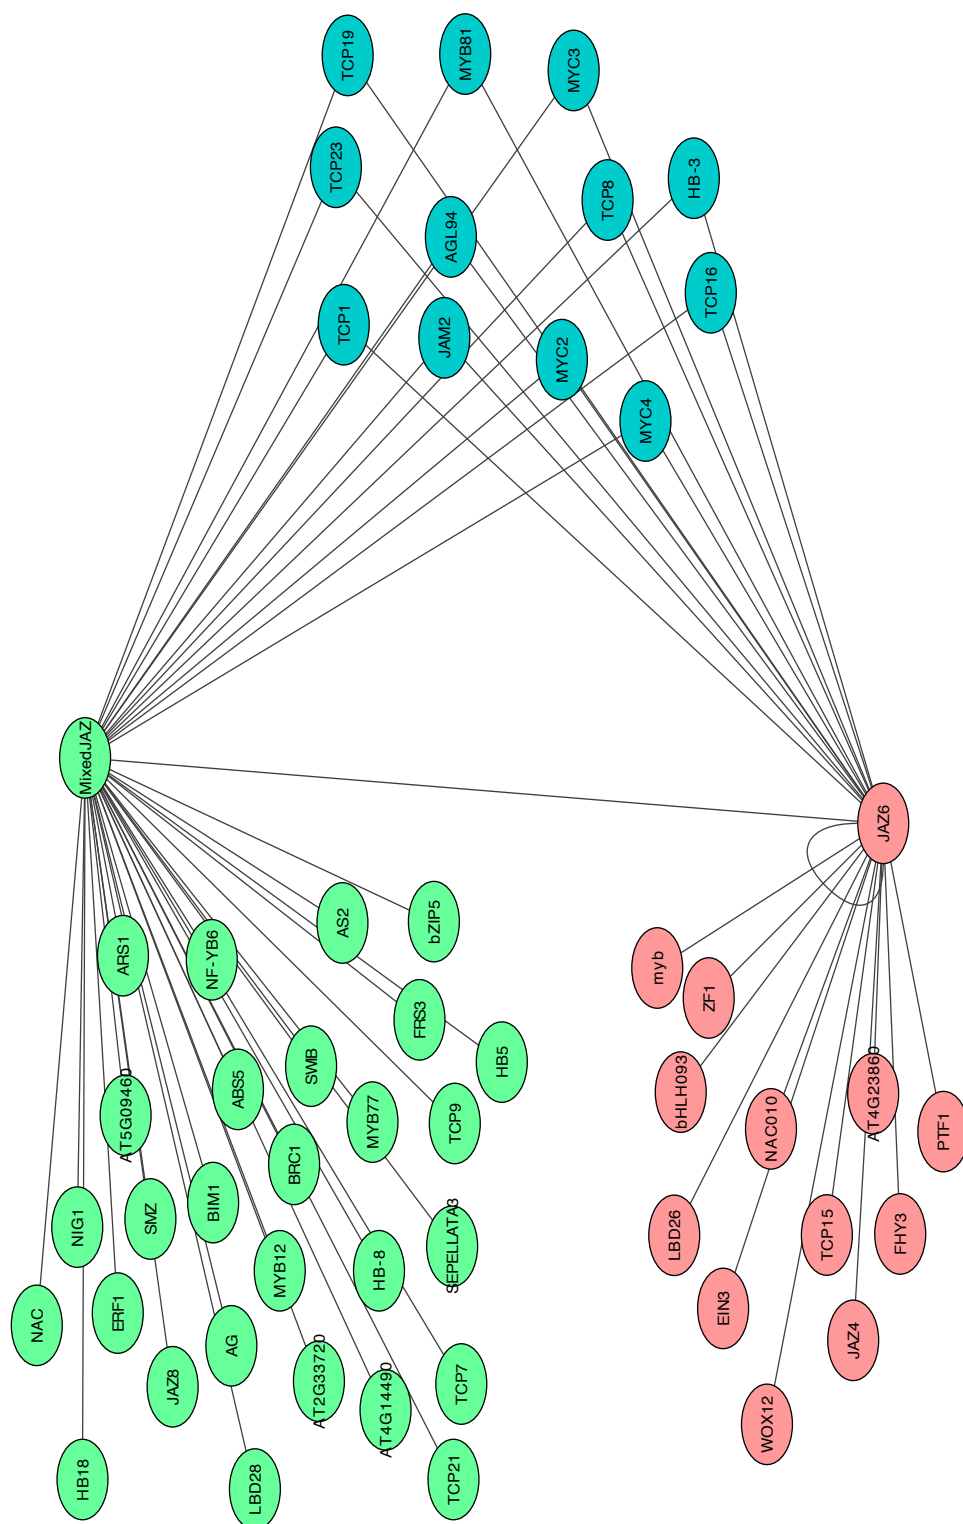 TCP19
MYB81
MYC3
TCP23
TCP8
HB-3
AGL94
TCP16
TCP1
JAM2
MYC2
MYC4
MixedJAZ
JAZ6
ARS1
NF-YB6
AS2
bZIP5
FRS3
HB5
SWIB
AT5G09460
ABS5
MYB77
TCP9
BRC1
NIG1
SMZ
BIM1
SEPELLATA3
MYB12
HB-8
NAC
ERF1
AG
JAZ8
AT2G33720
AT4G14490
TCP7
HB18
LBD28
TCP21
myb
ZF1
bHLH093
AT4G23860
NAC010
PTF1
LBD26
TCP15
FHY3
EIN3
JAZ4
WOX12